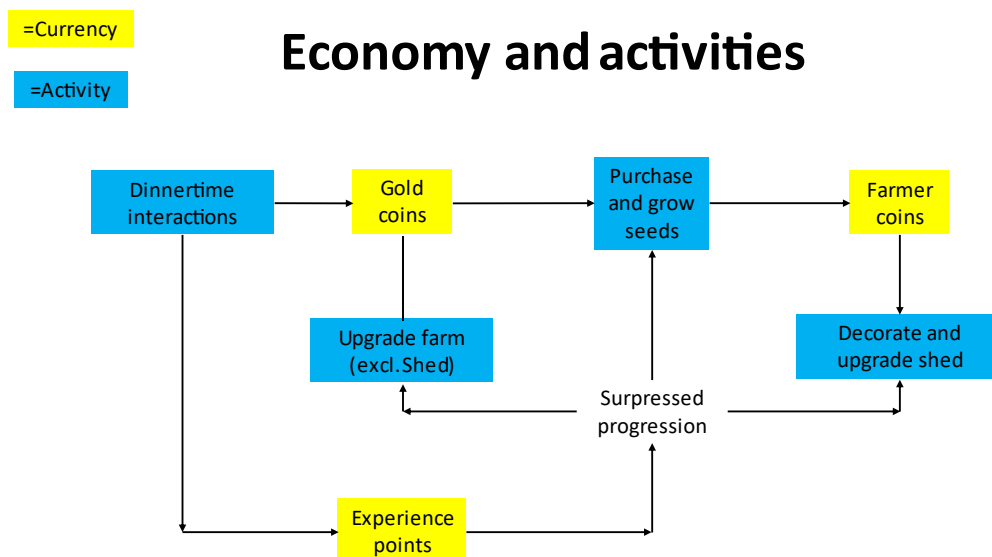 =Currency
Economy and activities
=Activity
Dinnertime
interactions
Gold
coins
Purchase
and grow
seeds
Farmer
coins
Upgrade farm
(excl. Shed)
Decorate and
upgrade shed
Surpressed
progression
Experience
points